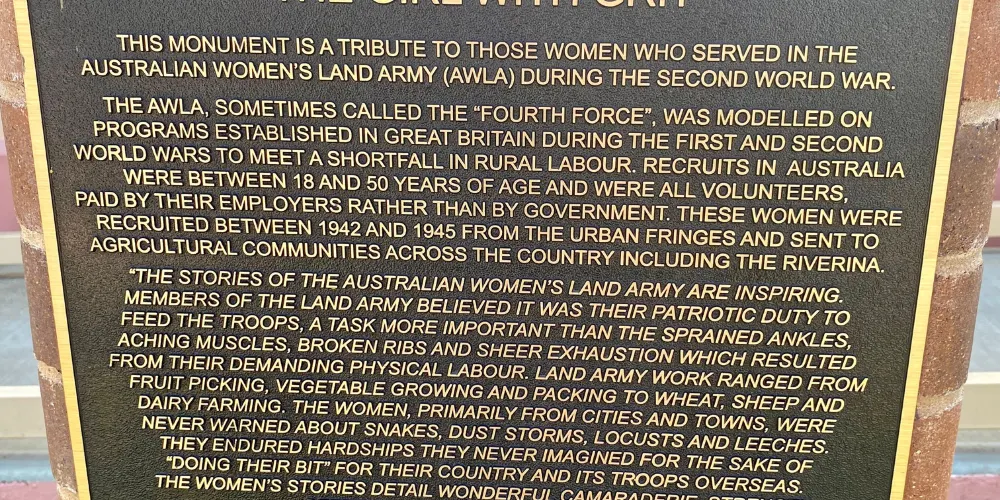 THE GIRL WITH GRIT
THIS MONUMENT IS A TRIBUTE TO THOSE WOMEN WHO SERVED IN THE
AUSTRALIAN WOMEN'S LAND ARMY (AWLA) DURING THE SECOND WORLD WAR.
THE AWLA, SOMETIMES CALLED THE "FOURTH FORCE", WAS MODELLED ON
PROGRAMS ESTABLISHED IN GREAT BRITAIN DURING THE FIRST AND SECOND
WORLD WARS TO MEET A SHORTFALL IN RURAL LABOUR. RECRUITS IN AUSTRALIA
WERE BETWEEN 18 AND 50 YEARS OF AGE AND WERE ALL VOLUNTEERS,
PAID BY THEIR EMPLOYERS RATHER THAN BY GOVERNMENT. THESE WOMEN WERE
RECRUITED BETWEEN 1942 AND 1945 FROM THE URBAN FRINGES AND SENT TO
AGRICULTURAL COMMUNITIES ACROSS THE COUNTRY INCLUDING THE RIVERINA.
"THE STORIES OF THE AUSTRALIAN WOMEN'S LAND ARMY ARE INSPIRING.
MEMBERS OF THE LAND ARMY BELIEVED IT WAS THEIR PATRIOTIC DUTY TO
FEED THE TROOPS, A TASK MORE IMPORTANT THAN THE SPRAINED ANKLES,
ACHING MUSCLES, BROKEN RIBS AND SHEER EXHAUSTION WHICH RESULTED
FROM THEIR DEMANDING PHYSICAL LABOUR. LAND ARMY WORK RANGED FROM
FRUIT PICKING, VEGETABLE GROWING AND PACKING TO WHEAT, SHEEP AND
DAIRY FARMING. THE WOMEN, PRIMARILY FROM CITIES AND TOWNS, WERE
NEVER WARNED ABOUT SNAKES, DUST STORMS, LOCUSTS AND LEECHES.
THEY ENDURED HARDSHIPS THEY NEVER IMAGINED FOR THE SAKE OF
"DOING THEIR BIT" FOR THEIR COUNTRY AND ITS TROOPS OVERSEAS.
THE WOMEN'S STORIES DETAIL WONDERFUL CAMARADERIE,